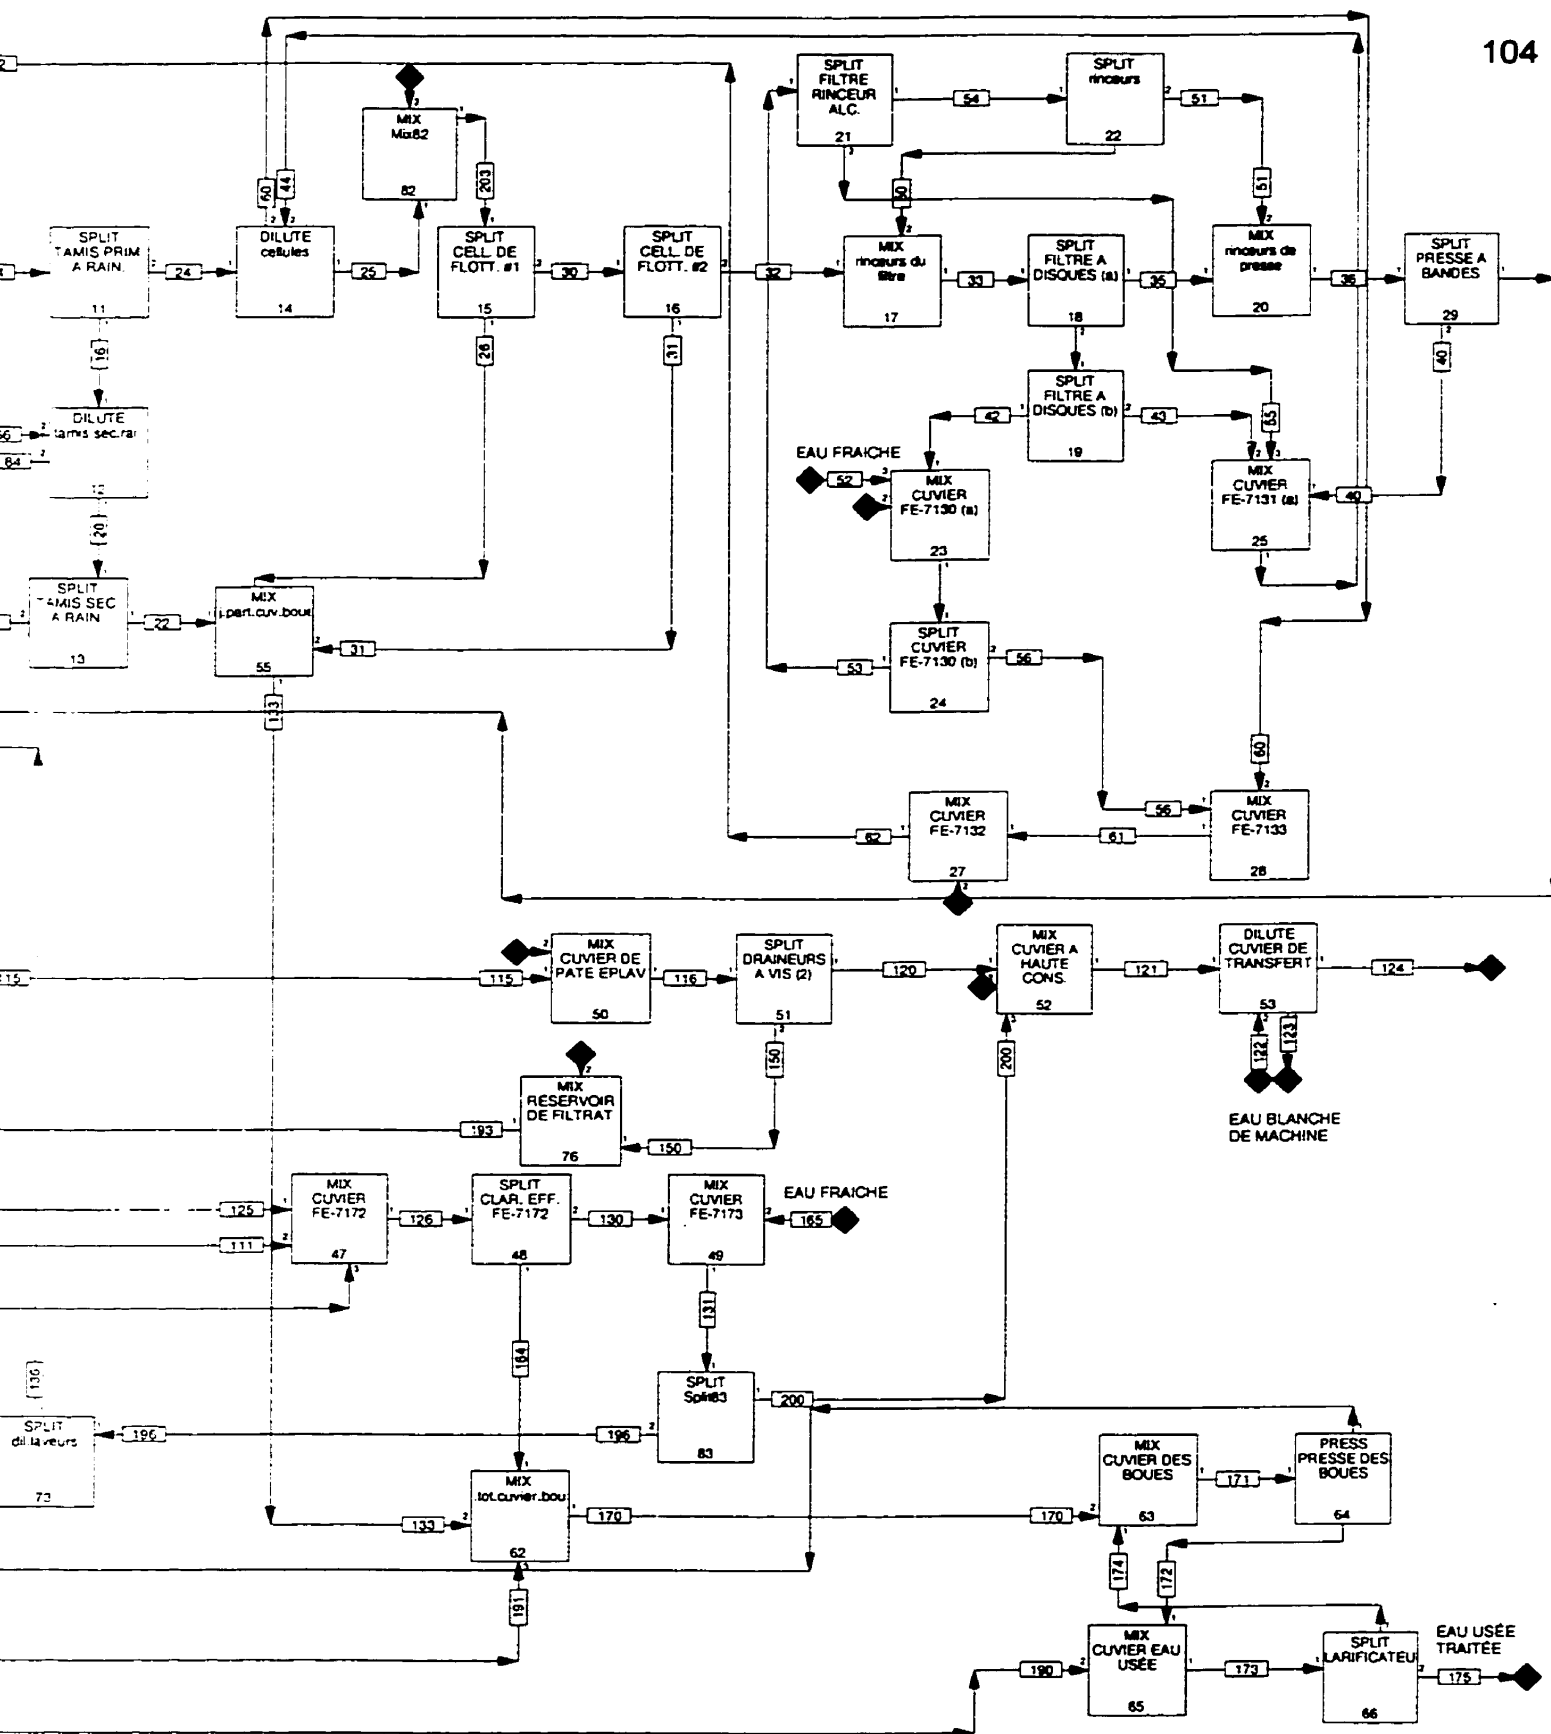 104
SPLIT
FILTRE
RINCEUR
ALC.
21
54
SPLIT
rinceurs
22
51
51
50
MIX
Mix82
82
203
60
44
SPLIT
TAMIS PRIM
A RAIN.
11
24
DILUTE
cellules
14
25
SPLIT
CELL. DE
FLOTT. #1
15
30
SPLIT
CELL. DE
FLOTT. #2
16
32
MIX
rinceurs du
filtre
17
33
SPLIT
FILTRE A
DISQUES (a)
18
35
MIX
rinceurs de
presse
20
36
SPLIT
PRESSE A
BANDES
29
16
26
31
40
DILUTE
tamis sec.rai
84
SPLIT
FILTRE A
DISQUES (b)
19
42
43
55
EAU FRAICHE
52
MIX
CUVIER
FE-7130 (a)
23
MIX
CUVIER
FE-7131 (a)
25
40
20
SPLIT
TAMIS SEC
A RAIN
13
22
MIX
j.part.cuv.boue
55
31
133
SPLIT
CUVIER
FE-7130 (b)
24
53
56
60
MIX
CUVIER
FE-7132
27
62
61
56
MIX
CUVIER
FE-7133
28
115
115
MIX
CUVIER DE
PATE EPLAV
50
116
SPLIT
DRAINEURS
A VIS (2)
51
120
MIX
CUVIER A
HAUTE
CONS.
52
121
DILUTE
CUVIER DE
TRANSFERT
53
124
150
200
122
123
EAU BLANCHE
DE MACHINE
MIX
RESERVOIR
DE FILTRAT
76
193
150
125
111
MIX
CUVIER
FE-7172
47
126
SPLIT
CLAR. EFF.
FE-7172
48
130
MIX
CUVIER
FE-7173
49
EAU FRAICHE
165
131
164
136
SPLIT
dil.laveurs
73
196
196
SPLIT
Split83
83
200
MIX
.tot.cuvier.bou
62
133
170
170
MIX
CUVIER DES
BOUES
63
171
PRESS
PRESSE DES
BOUES
64
191
174
172
190
MIX
CUVIER EAU
USÉE
65
173
SPLIT
LARIFICATEU
66
EAU USÉE
TRAITÉE
175